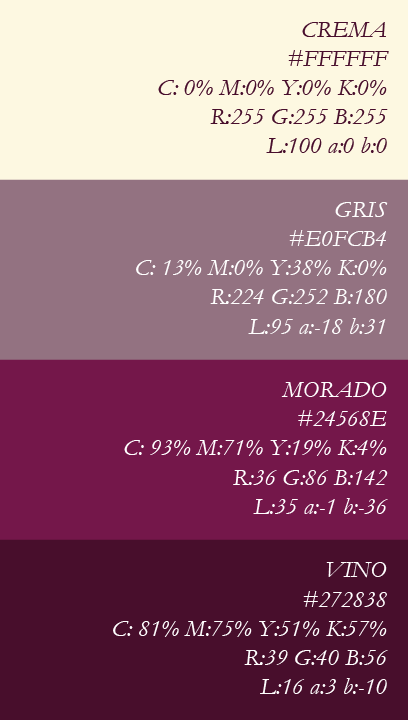 CREMA
#FFFFFF
C: 0% M:0% Y:0% K:0%
R:255 G:255 B:255
L:100 a:0 b:0
GRIS
#E0FCB4
C: 13% M:0% Y:38% K:0%
R:224 G:252 B:180
L:95 a:-18 b:31
MORADO
#24568E
C: 93% M:71% Y:19% K:4%
R:36 G:86 B:142
L:35 a:-1 b:-36
VINO
#272838
C: 81% M:75% Y:51% K:57%
R:39 G:40 B:56
L:16 a:3 b:-10